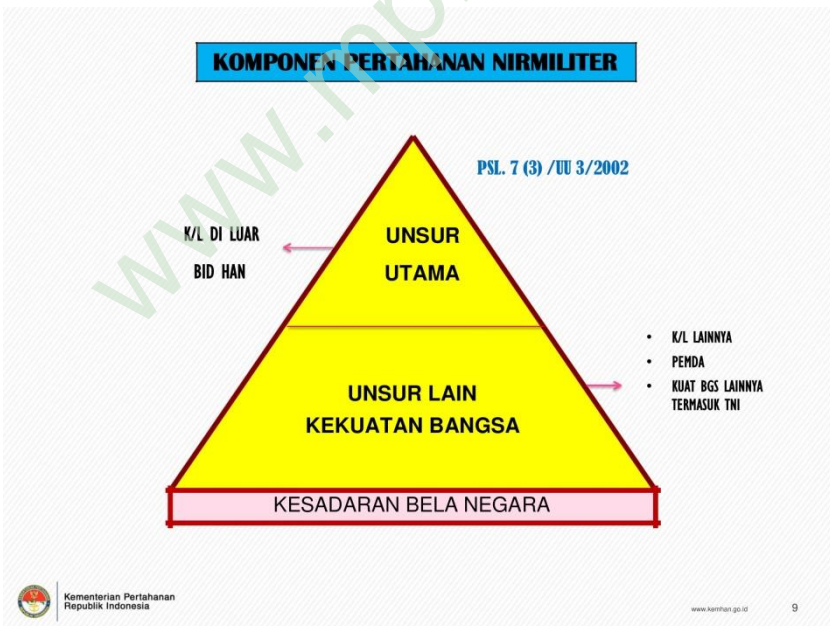 KOMPONEN PERTAHANAN NIRMILITER
PSL. 7 (3) /UU 3/2002
K/L DI LUAR
BID HAN
UNSUR
UTAMA
• K/L LAINNYA
• PEMDA
• KUAT BGS LAINNYA
TERMASUK TNI
UNSUR LAIN
KEKUATAN BANGSA
KESADARAN BELA NEGARA
Kementerian Pertahanan
Republik Indonesia
www.kemhan.go.id
9